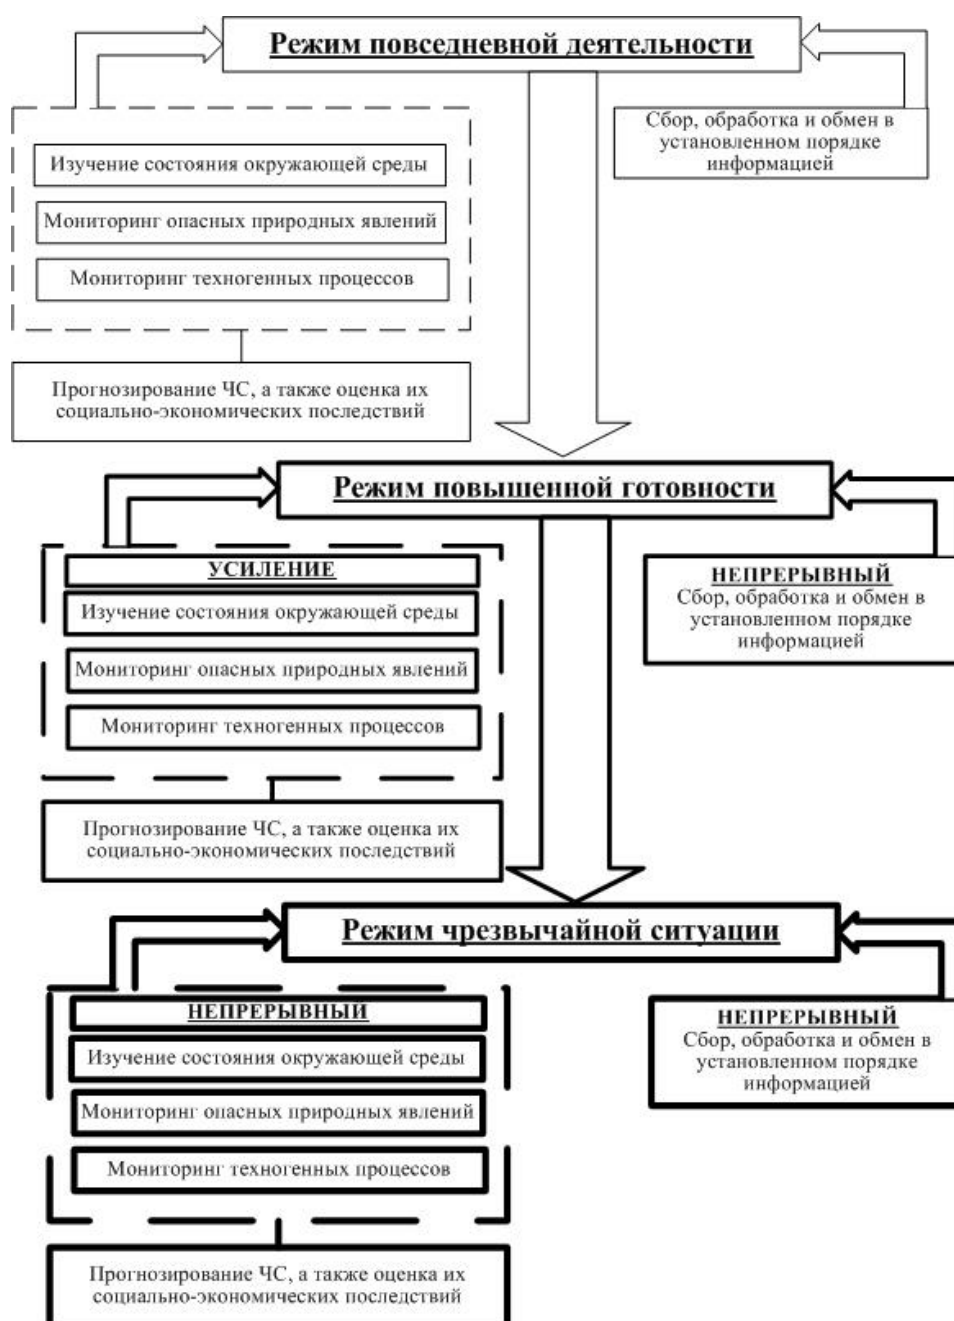 Режим повседневной деятельности
Сбор, обработка и обмен в
установленном порядке
информацией
Изучение состояния окружающей среды
Мониторинг опасных природных явлений
Мониторинг техногенных процессов
Прогнозирование ЧС, а также оценка их
социально-экономических последствий
Режим повышенной готовности
УСИЛЕНИЕ
Изучение состояния окружающей среды
Мониторинг опасных природных явлений
Мониторинг техногенных процессов
НЕПРЕРЫВНЫЙ
Сбор, обработка и обмен в
установленном порядке
информацией
Прогнозирование ЧС, а также оценка их
социально-экономических последствий
Режим чрезвычайной ситуации
НЕПРЕРЫВНЫЙ
Изучение состояния окружающей среды
Мониторинг опасных природных явлений
Мониторинг техногенных процессов
НЕПРЕРЫВНЫЙ
Сбор, обработка и обмен в
установленном порядке
информацией
Прогнозирование ЧС, а также оценка их
социально-экономических последствий